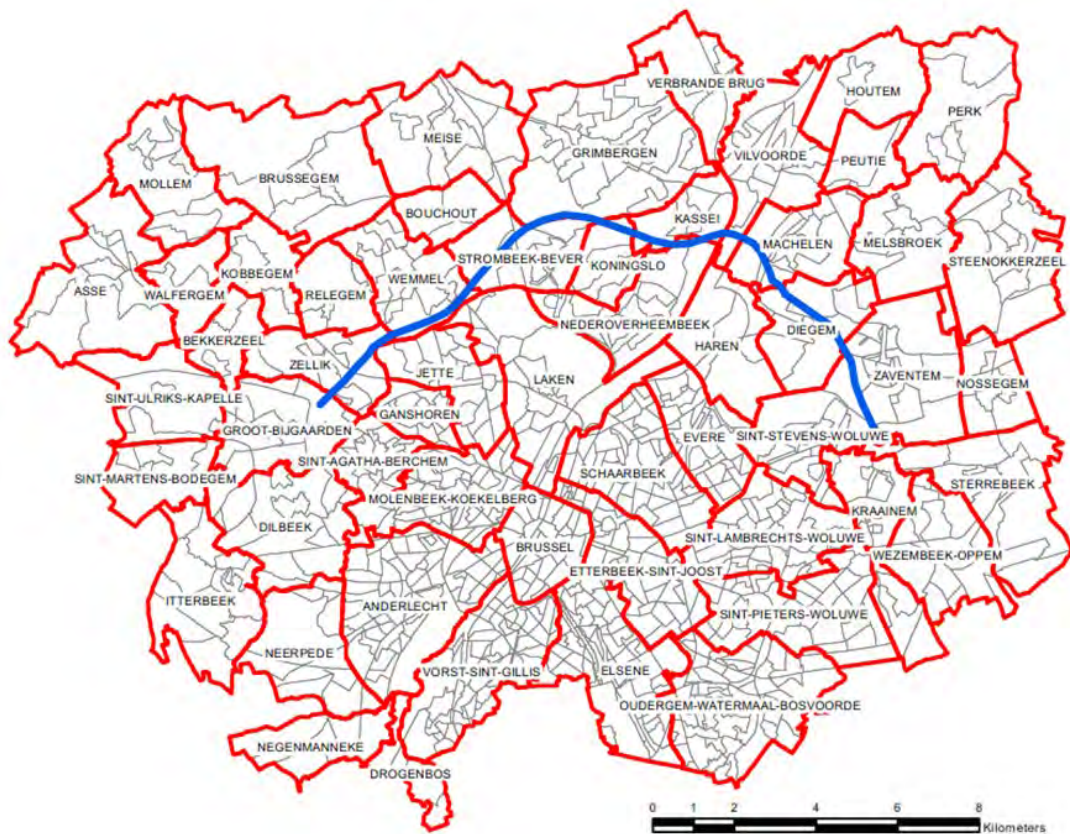 VERBRANDE BRUG
HOUTEM
PERK
MEISE
GRIMBERGEN
VILVOORDE
PEUTIE
MOLLEM
BRUSSEGEM
BOUCHOUT
KASSEI
MACHELEN
MELSBROEK
STROMBEEK-BEVER
KONINGSLO
STEENOKKERZEEL
KOBBEGEM
WEMMEL
ASSE
WALFERGEM
RELEGEM
NEDEROVERHEEMBEEK
DIEGEM
BEKKERZEEL
HAREN
ZELLIK
JETTE
LAKEN
ZAVENTEM
NOSSEGEM
SINT-ULRIKS-KAPELLE
GANSHOREN
GROOT-BIJGAARDEN
EVERE
SINT-STEVENS-WOLUWE
SINT-AGATHA-BERCHEM
SCHAARBEEK
SINT-MARTENS-BODEGEM
STERREBEEK
MOLENBEEK-KOEKELBERG
KRAAINEM
DILBEEK
SINT-LAMBRECHTS-WOLUWE
BRUSSEL
WEZEMBEEK-OPPEM
ETTERBEEK-SINT-JOOST
ITTERBEEK
ANDERLECHT
SINT-PIETERS-WOLUWE
NEERPEDE
VORST-SINT-GILLIS
ELSENE
OUDERGEM-WATERMAAL-BOSVOORDE
NEGENMANNEKE
DROGENBOS
0 1 2 4 6 8
Kilometers